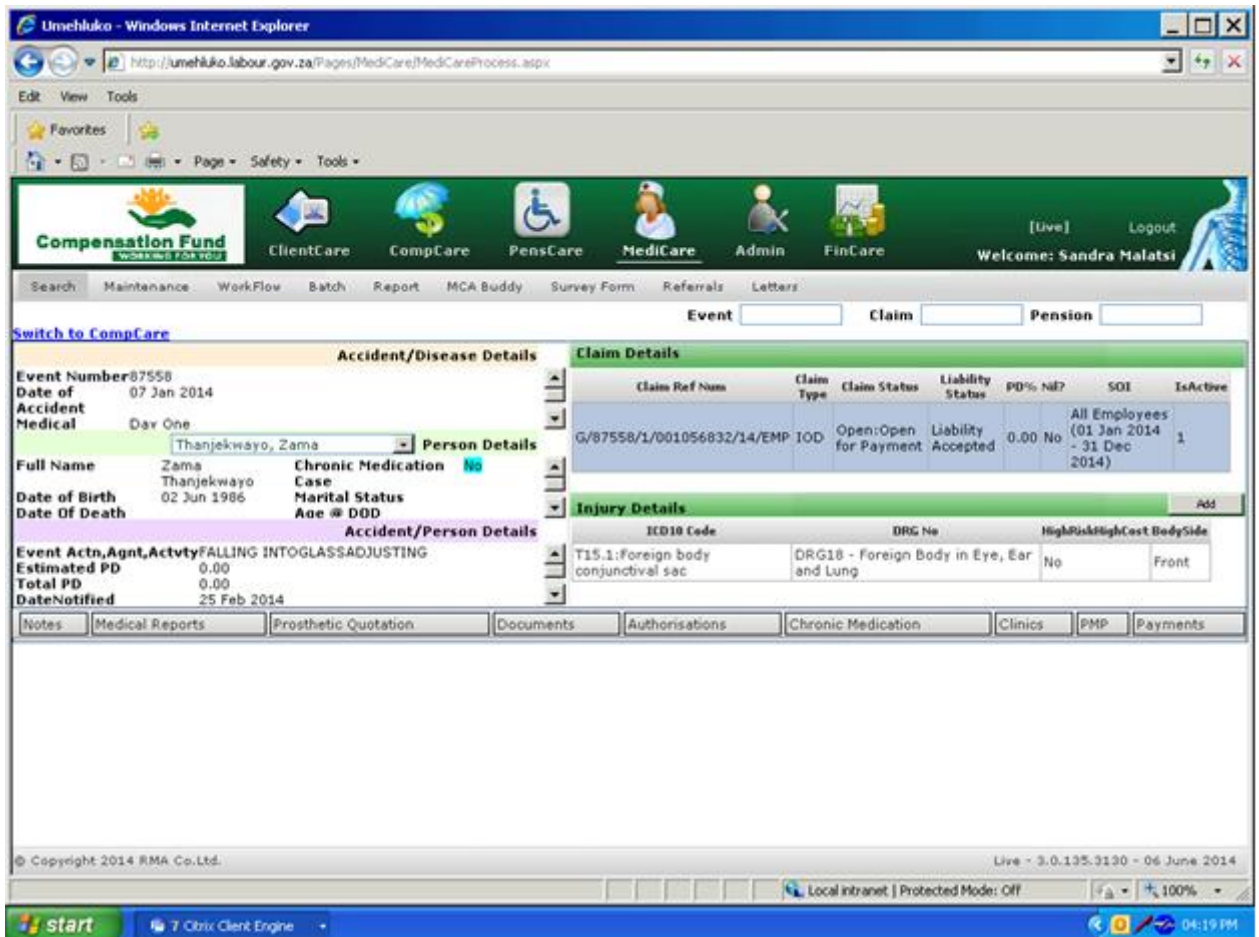 Umehluko - Windows Internet Explorer
http://umehluko.labour.gov.za/Pages/MediCare/MediCareProcess.aspx
Edit View Tools
Favorites
Page Safety Tools
Compensation Fund
WORKING FOR YOU
ClientCare CompCare PensCare MediCare Admin FinCare
[Live] Logout
Welcome: Sandra Malatsi
Search Maintenance WorkFlow Batch Report MCA Buddy Survey Form Referrals Letters
Event Claim Pension
Switch to CompCare
Accident/Disease Details
Event Number 87558
Date of Accident 07 Jan 2014
Medical Day One
Thanjekwayo, Zama Person Details
Full Name Zama Thanjekwayo Chronic Medication Case No
Date of Birth 02 Jun 1986 Marital Status
Date Of Death Age @ DOD
Accident/Person Details
Event Actn,Agnt,Actvty FALLING INTOGLASSADJUSTING
Estimated PD 0.00
Total PD 0.00
DateNotified 25 Feb 2014
Claim Details
Claim Ref Num Claim Type Claim Status Liability Status PD% Nil? SOI IsActive
G/87558/1/001056832/14/EMP IOD Open:Open for Payment Liability Accepted 0.00 No All Employees (01 Jan 2014 - 31 Dec 2014) 1
Injury Details Add
ICD10 Code DRG No HighRiskHighCost BodySide
T15.1:Foreign body conjunctival sac DRG18 - Foreign Body in Eye, Ear and Lung No Front
Notes Medical Reports Prosthetic Quotation Documents Authorisations Chronic Medication Clinics PMP Payments
© Copyright 2014 RMA Co.Ltd. Live - 3.0.135.3130 - 06 June 2014
Local intranet | Protected Mode: Off 100%
start 7 Citrix Client Engine 04:19 PM